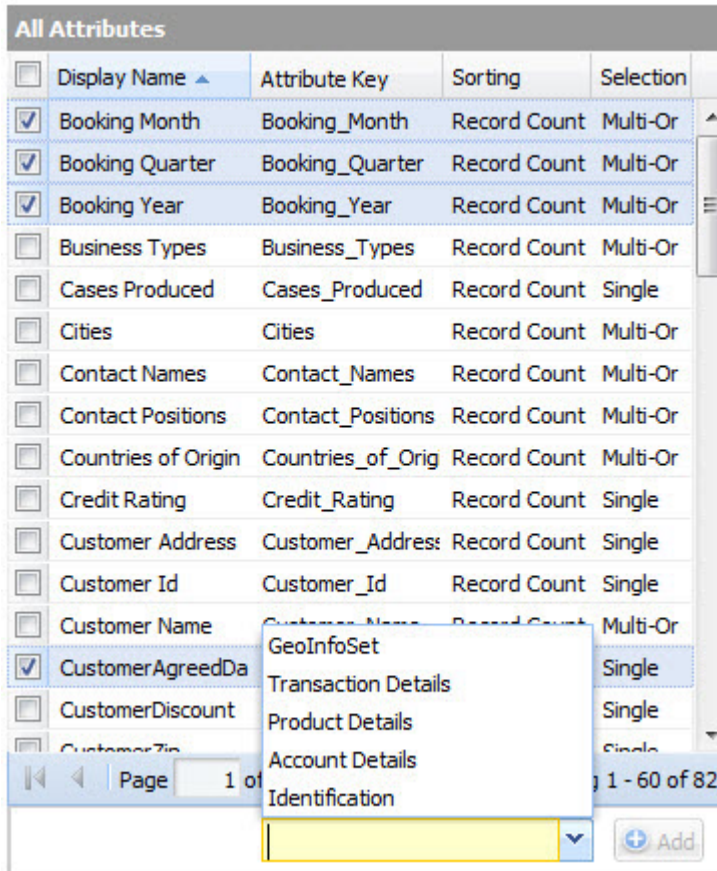 All Attributes
Display Name Attribute Key Sorting Selection
Booking Month Booking_Month Record Count Multi-Or
Booking Quarter Booking_Quarter Record Count Multi-Or
Booking Year Booking_Year Record Count Multi-Or
Business Types Business_Types Record Count Multi-Or
Cases Produced Cases_Produced Record Count Single
Cities Cities Record Count Multi-Or
Contact Names Contact_Names Record Count Multi-Or
Contact Positions Contact_Positions Record Count Multi-Or
Countries of Origin Countries_of_Orig Record Count Multi-Or
Credit Rating Credit_Rating Record Count Single
Customer Address Customer_Address Record Count Single
Customer Id Customer_Id Record Count Single
Customer Name Customer_Name Record Count Multi-Or
GeoInfoSet
CustomerAgreedDa Single
Transaction Details
CustomerDiscount Single
Product Details
CustomerZip Single
Account Details
Page 1 of 1 - 60 of 82
Identification
Add